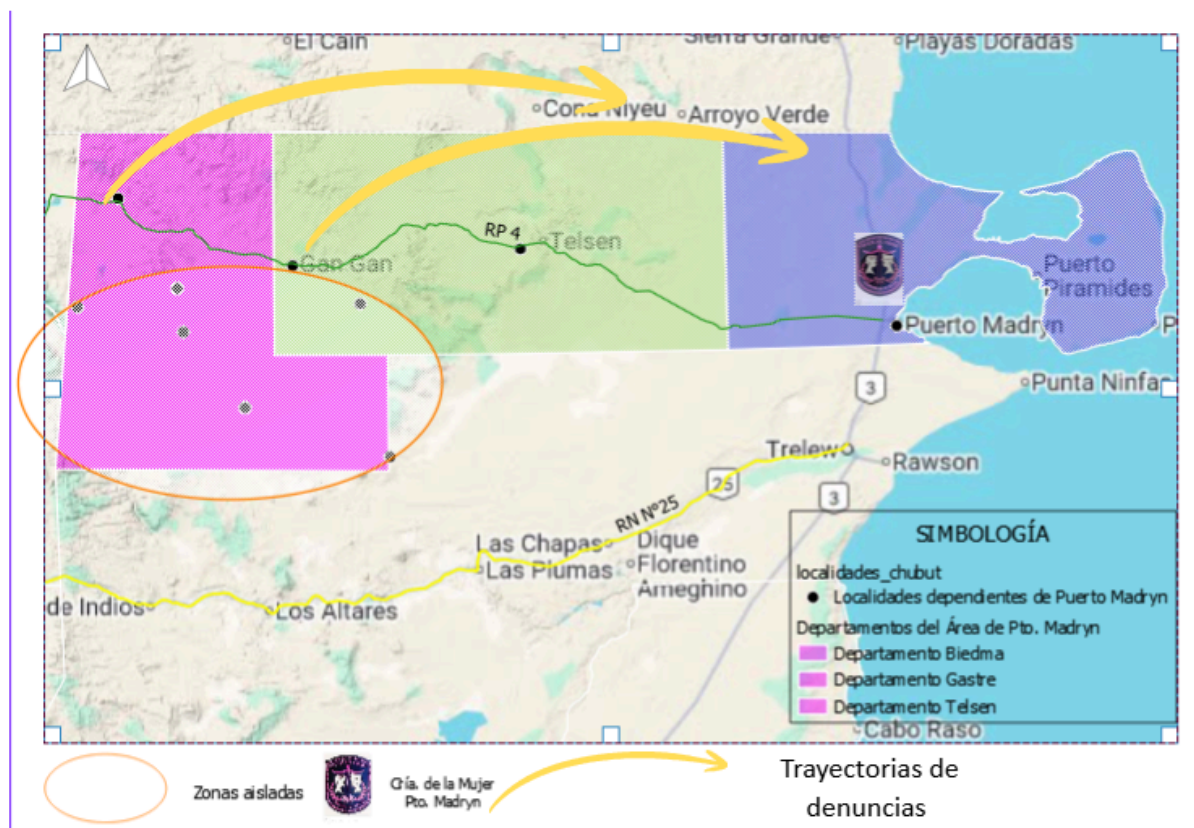 El Caín
Sierra Grande
Playas Doradas
Cona Niyeu
Arroyo Verde
RP 4
Telsen
Gan Gan
Puerto
Piramides
Puerto Madryn
P
3
Punta Ninfas
Trelew
Rawson
25
3
RN N°25
Las Chapas
Dique
Florentino
Ameghino
Las Plumas
de Indios
Los Altares
SIMBOLOGÍA
localidades_chubut
Localidades dependientes de Puerto Madryn
Departamentos del Área de Pto. Madryn
Departamento Biedma
Departamento Gastre
Departamento Telsen
Cabo Raso
Zonas aisladas
Cría. de la Mujer
Pto. Madryn
Trayectorias de
denuncias